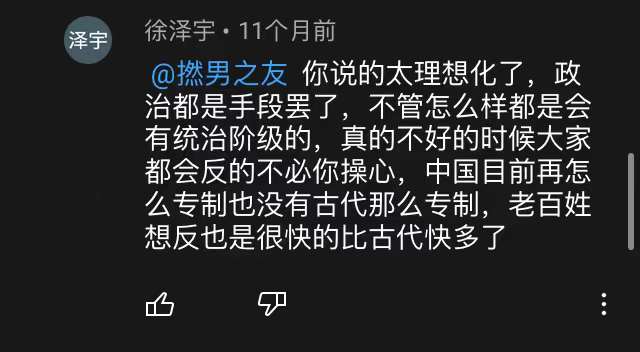 泽宇
徐泽宇 • 11个月前
@撚男之友 你说的太理想化了，政
治都是手段罢了，不管怎么样都是会
有统治阶级的，真的不好的时候大家
都会反的不必你操心，中国目前再怎
么专制也没有古代那么专制，老百姓
想反也是很快的比古代快多了